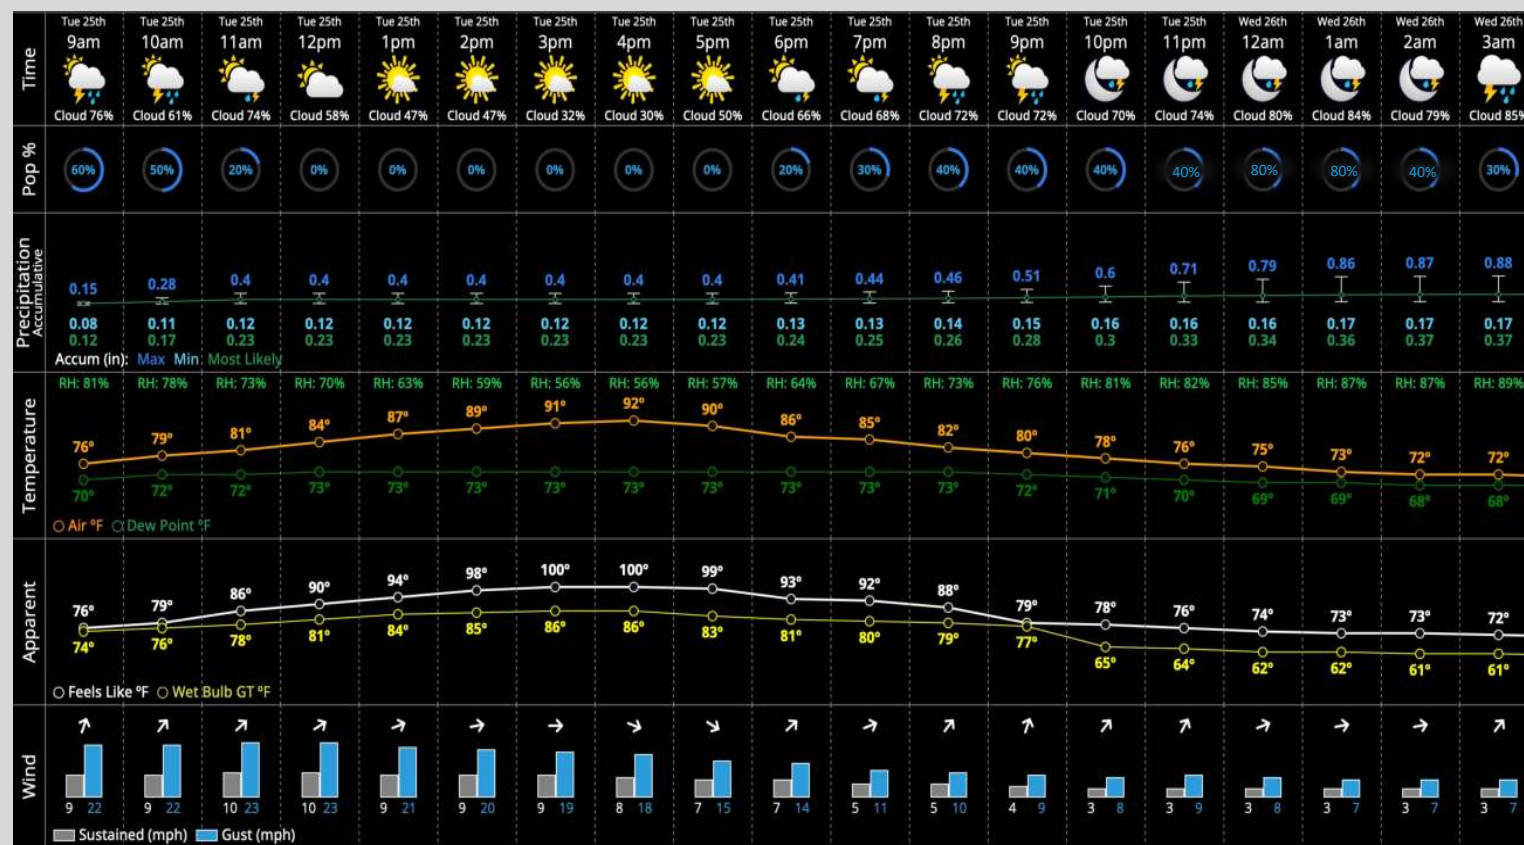 Time
Tue 25th Tue 25th Tue 25th Tue 25th Tue 25th Tue 25th Tue 25th Tue 25th Tue 25th Tue 25th Tue 25th Tue 25th Tue 25th Tue 25th Tue 25th Wed 26th Wed 26th Wed 26th Wed 26th
9am 10am 11am 12pm 1pm 2pm 3pm 4pm 5pm 6pm 7pm 8pm 9pm 10pm 11pm 12am 1am 2am 3am
Cloud 76% Cloud 61% Cloud 74% Cloud 58% Cloud 47% Cloud 47% Cloud 32% Cloud 30% Cloud 50% Cloud 66% Cloud 68% Cloud 72% Cloud 72% Cloud 70% Cloud 74% Cloud 80% Cloud 84% Cloud 79% Cloud 85%
Pop %
60% 50% 20% 0% 0% 0% 0% 0% 0% 20% 30% 40% 40% 40% 40% 80% 80% 40% 30%
Precipitation
Accumulative
0.15 0.28 0.4 0.4 0.4 0.4 0.4 0.4 0.4 0.41 0.44 0.46 0.51 0.6 0.71 0.79 0.86 0.87 0.88
0.08 0.11 0.12 0.12 0.12 0.12 0.12 0.12 0.12 0.13 0.13 0.14 0.15 0.16 0.16 0.16 0.17 0.17 0.17
0.12 0.17 0.23 0.23 0.23 0.23 0.23 0.23 0.23 0.24 0.25 0.26 0.28 0.3 0.33 0.34 0.36 0.37 0.37
Accum (in): Max Min Most Likely
Temperature
RH: 81% RH: 78% RH: 73% RH: 70% RH: 63% RH: 59% RH: 56% RH: 56% RH: 57% RH: 64% RH: 67% RH: 73% RH: 76% RH: 81% RH: 82% RH: 85% RH: 87% RH: 87% RH: 89%
76° 79° 81° 84° 87° 89° 91° 92° 90° 86° 85° 82° 80° 78° 76° 75° 73° 72° 72°
70° 72° 72° 73° 73° 73° 73° 73° 73° 73° 73° 73° 72° 71° 70° 69° 69° 68° 68°
Air °F Dew Point °F
Apparent
76° 79° 86° 90° 94° 98° 100° 100° 99° 93° 92° 88° 79° 78° 76° 74° 73° 73° 72°
74° 76° 78° 81° 84° 85° 86° 86° 83° 81° 80° 79° 77° 65° 64° 62° 62° 61° 61°
Feels Like °F Wet Bulb GT °F
Wind
9 22 9 22 10 23 10 23 9 21 9 20 9 19 8 18 7 15 7 14 5 11 5 10 4 9 3 8 3 9 3 8 3 7 3 7 3 7
Sustained (mph) Gust (mph)